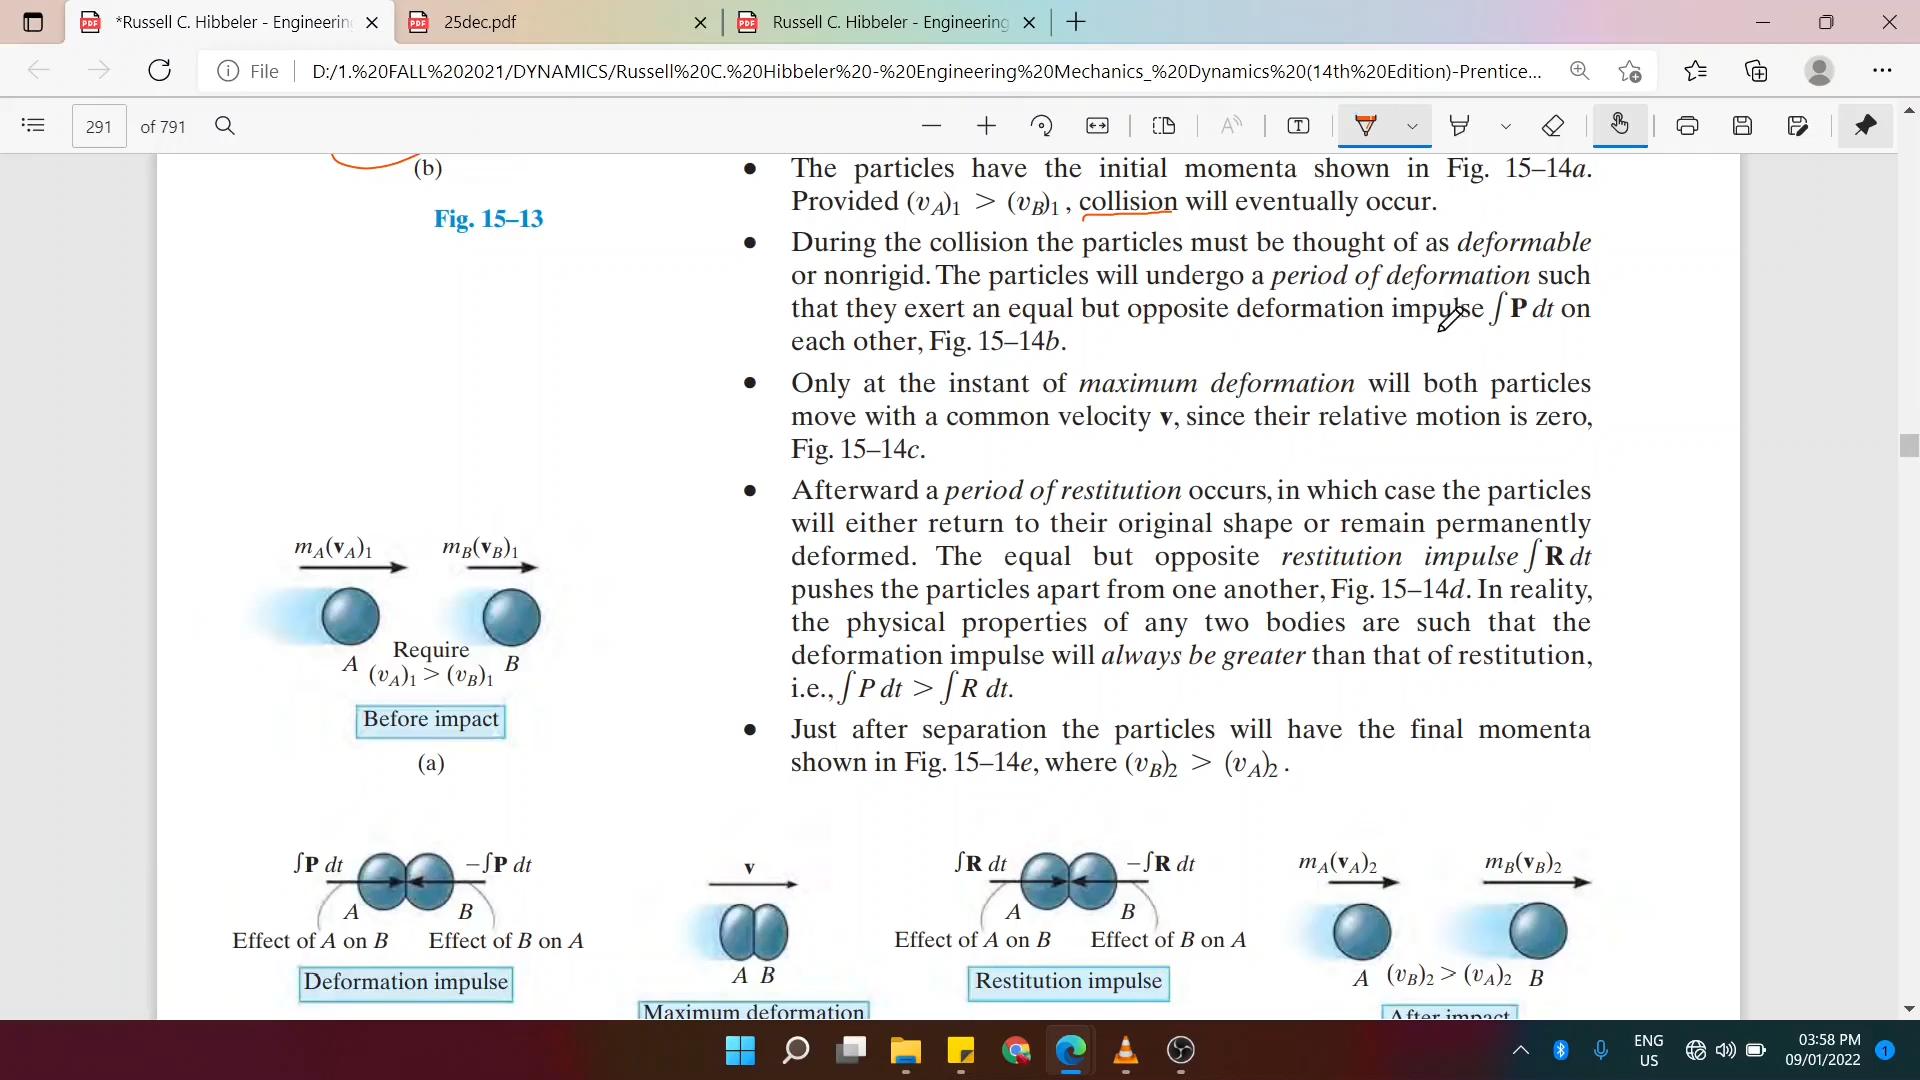 *Russell C. Hibbeler - Engineerin
25dec.pdf
Russell C. Hibbeler - Engineering
File
D:/1.%20FALL%202021/DYNAMICS/Russell%20C.%20Hibbeler%20-%20Engineering%20Mechanics_%20Dynamics%20(14th%20Edition)-Prentice...
291 of 791
(b)
Fig. 15–13
• The particles have the initial momenta shown in Fig. 15–14a.
Provided (vA)1 > (vB)1, collision will eventually occur.
• During the collision the particles must be thought of as deformable
or nonrigid. The particles will undergo a period of deformation such
that they exert an equal but opposite deformation impulse ∫P dt on
each other, Fig. 15–14b.
• Only at the instant of maximum deformation will both particles
move with a common velocity v, since their relative motion is zero,
Fig. 15–14c.
• Afterward a period of restitution occurs, in which case the particles
will either return to their original shape or remain permanently
deformed. The equal but opposite restitution impulse ∫R dt
pushes the particles apart from one another, Fig. 15–14d. In reality,
the physical properties of any two bodies are such that the
deformation impulse will always be greater than that of restitution,
i.e., ∫P dt > ∫R dt.
• Just after separation the particles will have the final momenta
shown in Fig. 15–14e, where (vB)2 > (vA)2.
mA(vA)1 mB(vB)1
Require
A (vA)1 > (vB)1 B
Before impact
(a)
∫P dt −∫P dt
A B
Effect of A on B Effect of B on A
Deformation impulse
v
A B
Maximum deformation
∫R dt −∫R dt
A B
Effect of A on B Effect of B on A
Restitution impulse
mA(vA)2 mB(vB)2
A (vB)2 > (vA)2 B
After impact
ENG
US
03:58 PM
09/01/2022
1